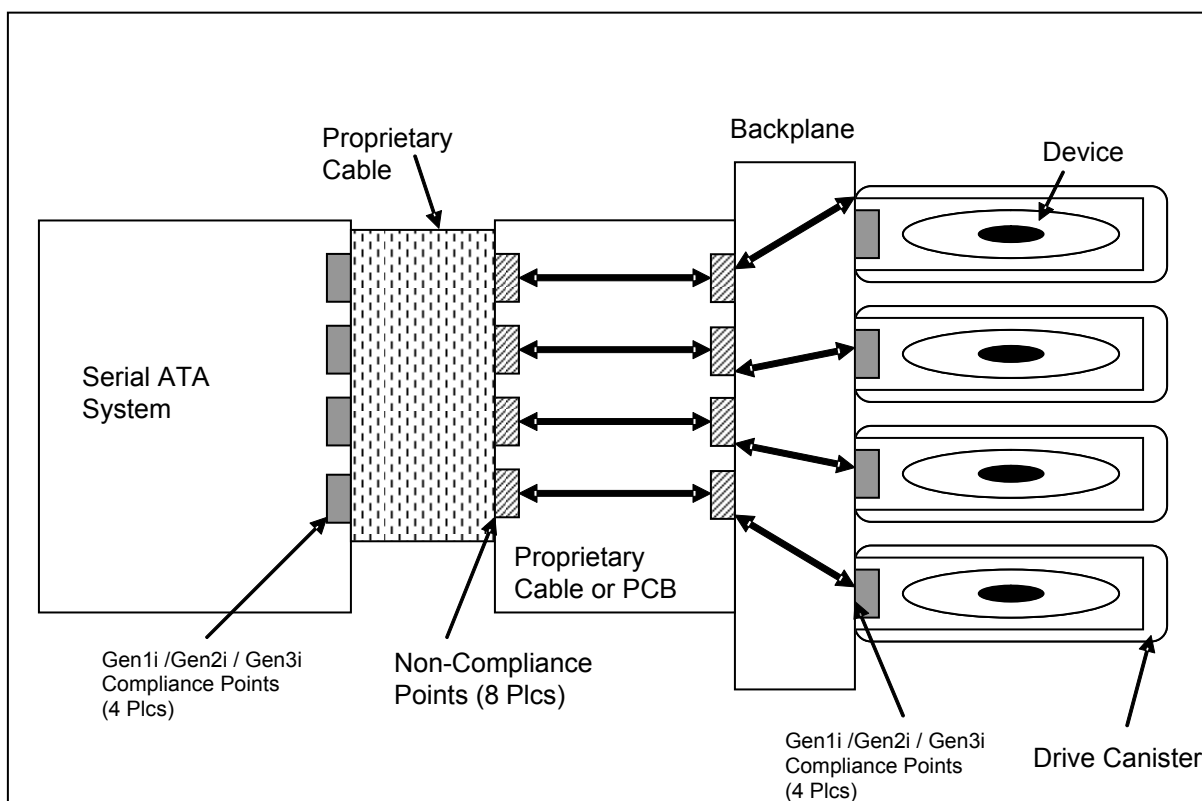 Backplane
Proprietary
Cable
Device
Serial ATA
System
Proprietary
Cable or PCB
Gen1i /Gen2i / Gen3i
Compliance Points
(4 Plcs)
Non-Compliance
Points (8 Plcs)
Gen1i /Gen2i / Gen3i
Compliance Points
(4 Plcs)
Drive Canister